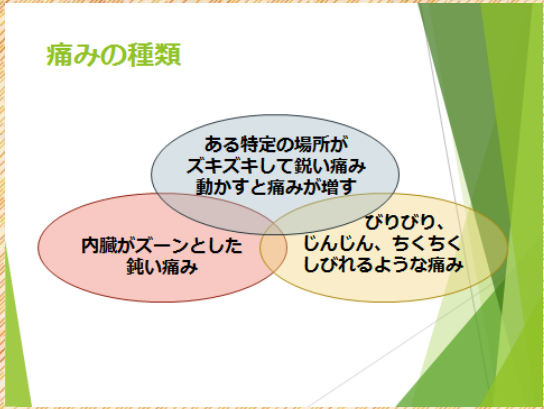 痛みの種類
ある特定の場所が
ズキズキして鋭い痛み
動かすと痛みが増す
内臓がズーンとした
鈍い痛み
びりびり、
じんじん、ちくちく
しびれるような痛み